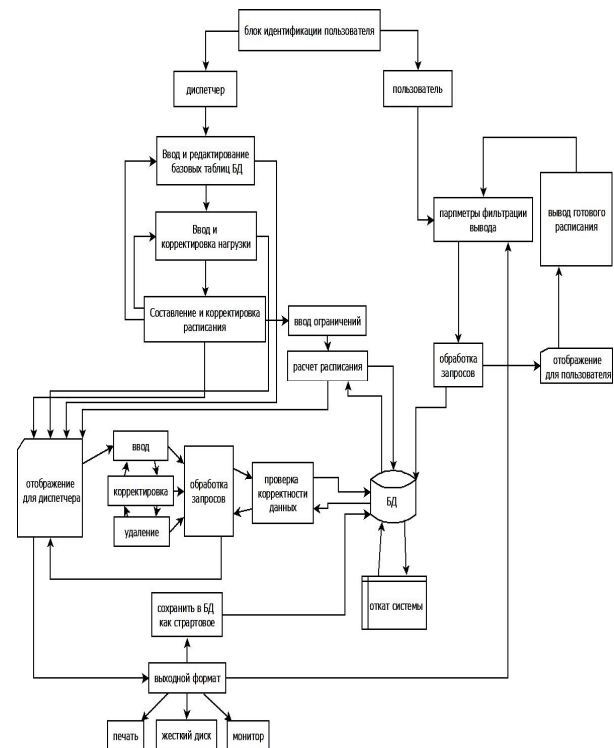 блок идентификации пользователя
диспетчер
пользователь
Ввод и редактирование
базовых таблиц БД
Ввод и
корректировка нагрузки
парпметры фильтрации
вывода
вывод готового
расписания
Составление и корректировка
расписания
ввод ограничений
расчет расписания
обработка
запросов
отображение
для пользователя
отображение
для диспетчера
ввод
корректировка
удаление
обработка
запросов
проверка
корректности
данных
БД
откат системы
сохранить в БД
как страртовое
выходной формат
печать
жесткий диск
монитор